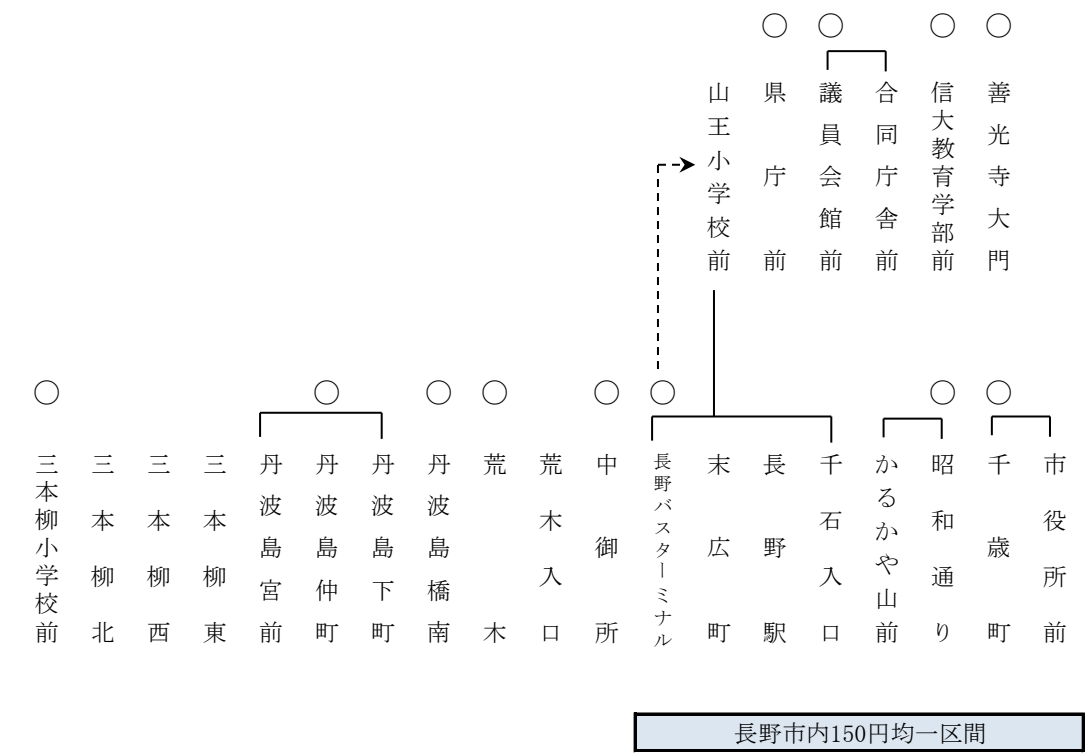 山王小学校前
県庁前
議員会館前
合同庁舎前
信大教育学部前
善光寺大門
三本柳小学校前
三本柳北
三本柳西
三本柳東
丹波島宮前
丹波島仲町
丹波島下町
丹波島橋南
荒木
荒木入口
中御所
長野バスターミナル
末広町
長野駅
千石入口
かるかや山前
昭和通り
千歳町
市役所前
長野市内150円均一区間